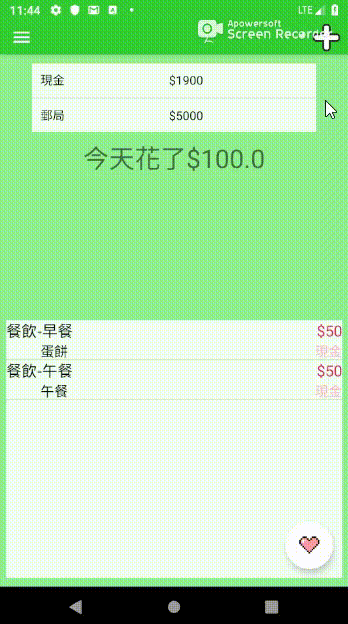 11:44
LTE
Apowersoft
Screen Recorder
現金 $1900
郵局 $5000
今天花了$100.0
餐飲-早餐 $50
蛋餅 現金
餐飲-午餐 $50
午餐 現金